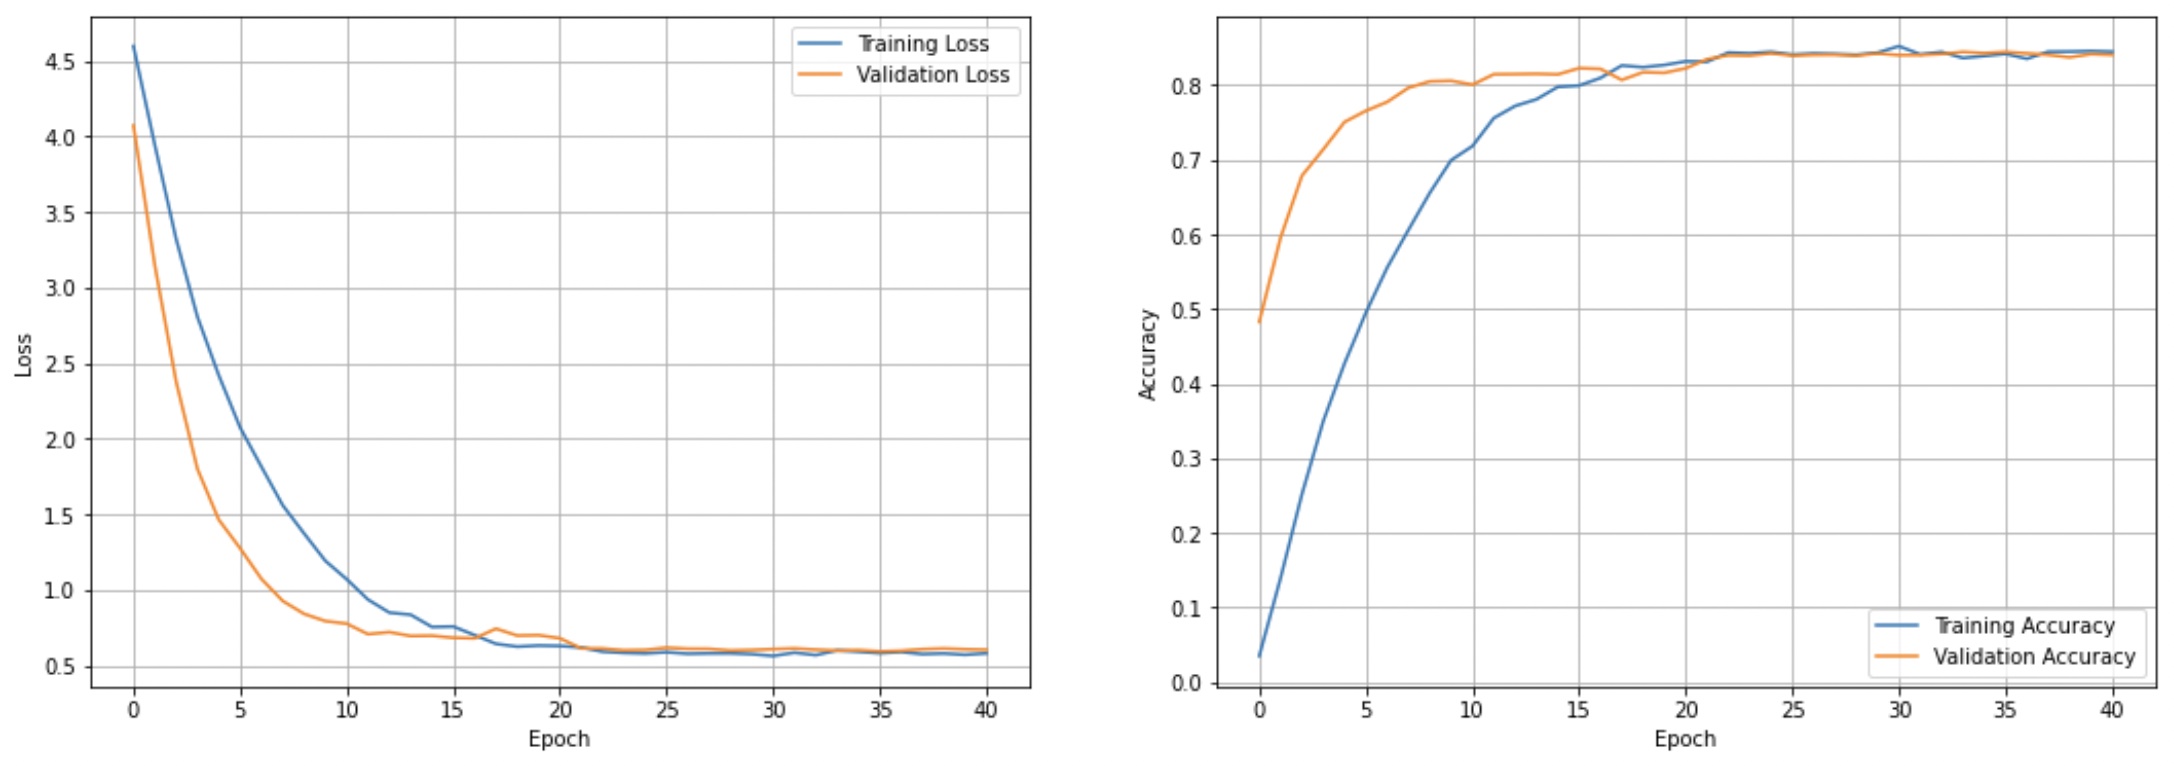 Training Loss
Validation Loss
4.5
4.0
3.5
3.0
2.5
2.0
1.5
1.0
0.5
Loss
0 5 10 15 20 25 30 35 40
Epoch
0.8
0.7
0.6
0.5
0.4
0.3
0.2
0.1
0.0
Accuracy
Training Accuracy
Validation Accuracy
0 5 10 15 20 25 30 35 40
Epoch